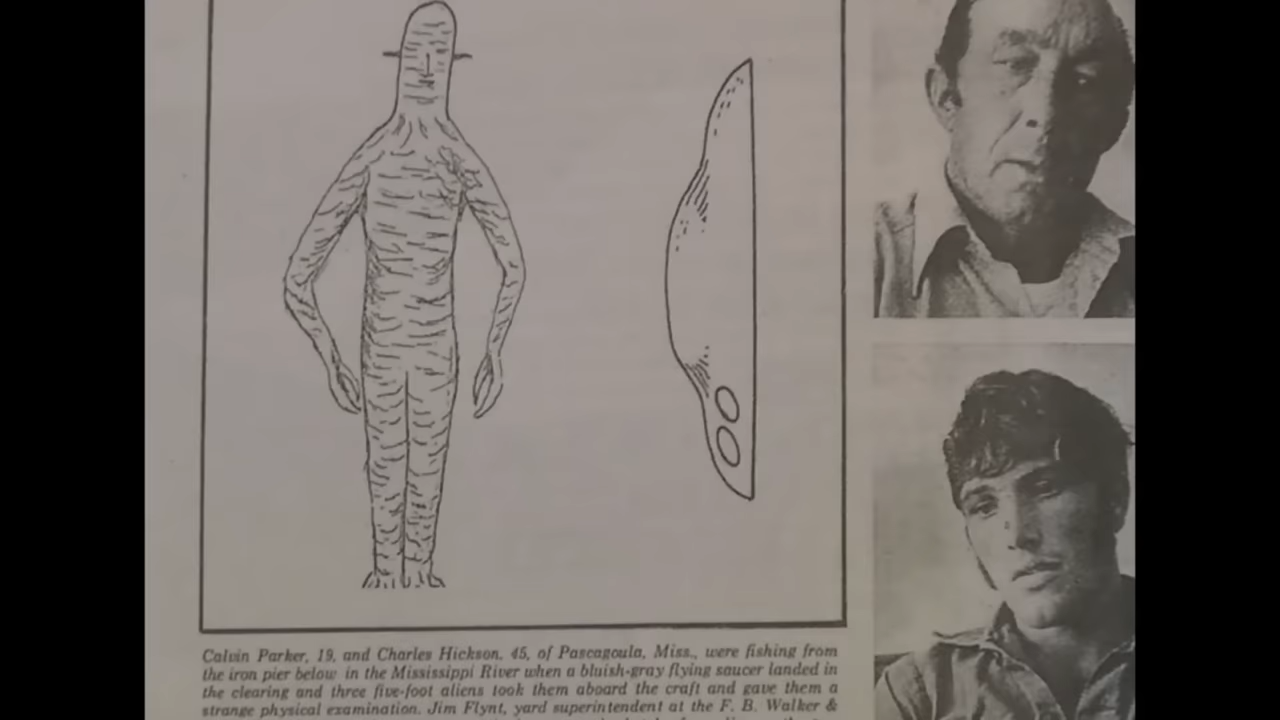 Calvin Parker, 19, and Charles Hickson, 45, of Pascagoula, Miss., were fishing from
the iron pier below in the Mississippi River when a bluish-gray flying saucer landed in
the clearing and three five-foot aliens took them aboard the craft and gave them a
strange physical examination. Jim Flynt, yard superintendent at the F. B. Walker &